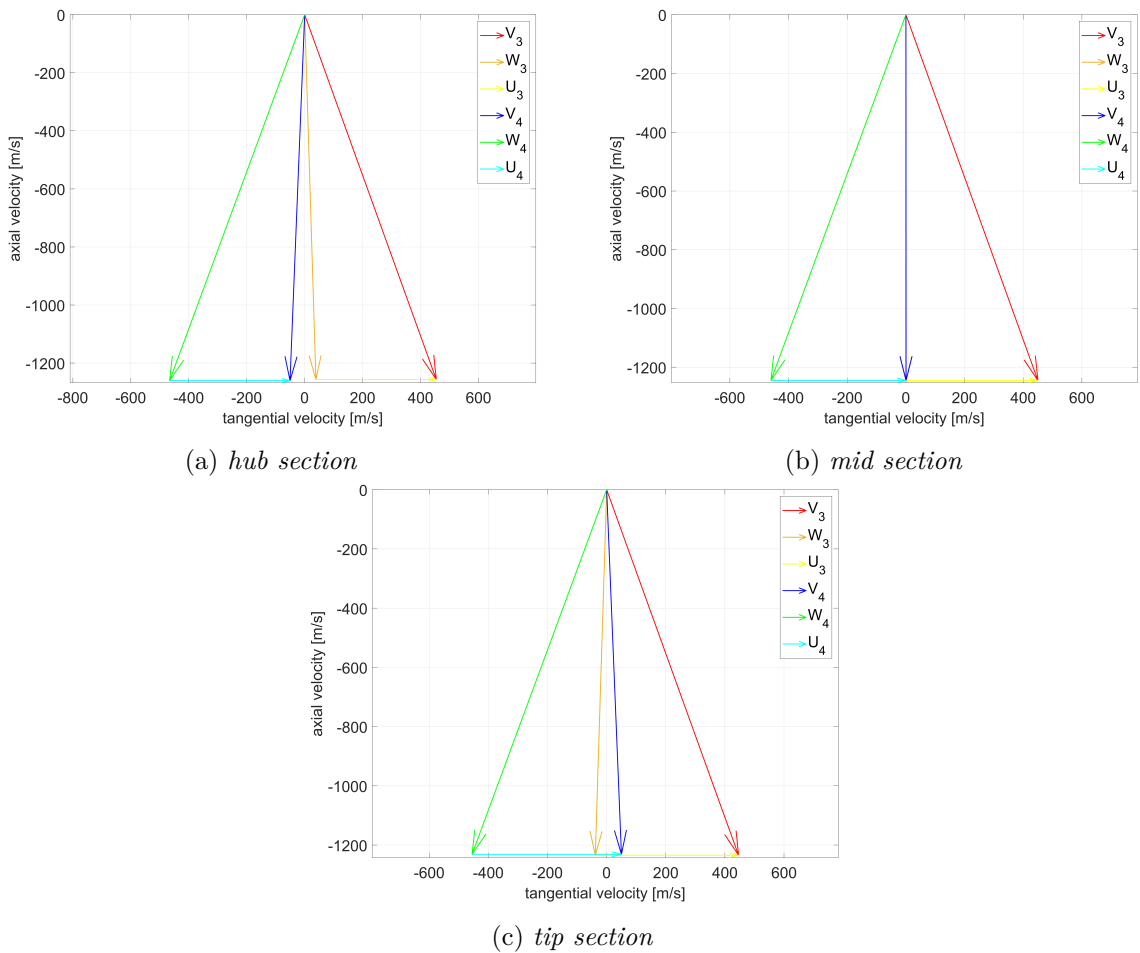 0
-200
-400
-600
-800
-1000
-1200
axial velocity [m/s]
-800 -600 -400 -200 0 200 400 600
tangential velocity [m/s]
V3
W3
U3
V4
W4
U4
(a) hub section
0
-200
-400
-600
-800
-1000
-1200
axial velocity [m/s]
-600 -400 -200 0 200 400 600
tangential velocity [m/s]
V3
W3
U3
V4
W4
U4
(b) mid section
0
-200
-400
-600
-800
-1000
-1200
axial velocity [m/s]
-600 -400 -200 0 200 400 600
tangential velocity [m/s]
V3
W3
U3
V4
W4
U4
(c) tip section